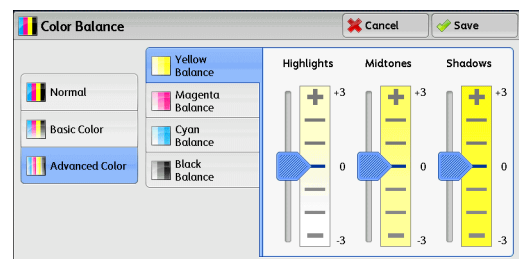 Color Balance
Cancel
Save
Normal
Basic Color
Advanced Color
Yellow
Balance
Magenta
Balance
Cyan
Balance
Black
Balance
Highlights
Midtones
Shadows
+3
+3
+3
0
0
0
-3
-3
-3